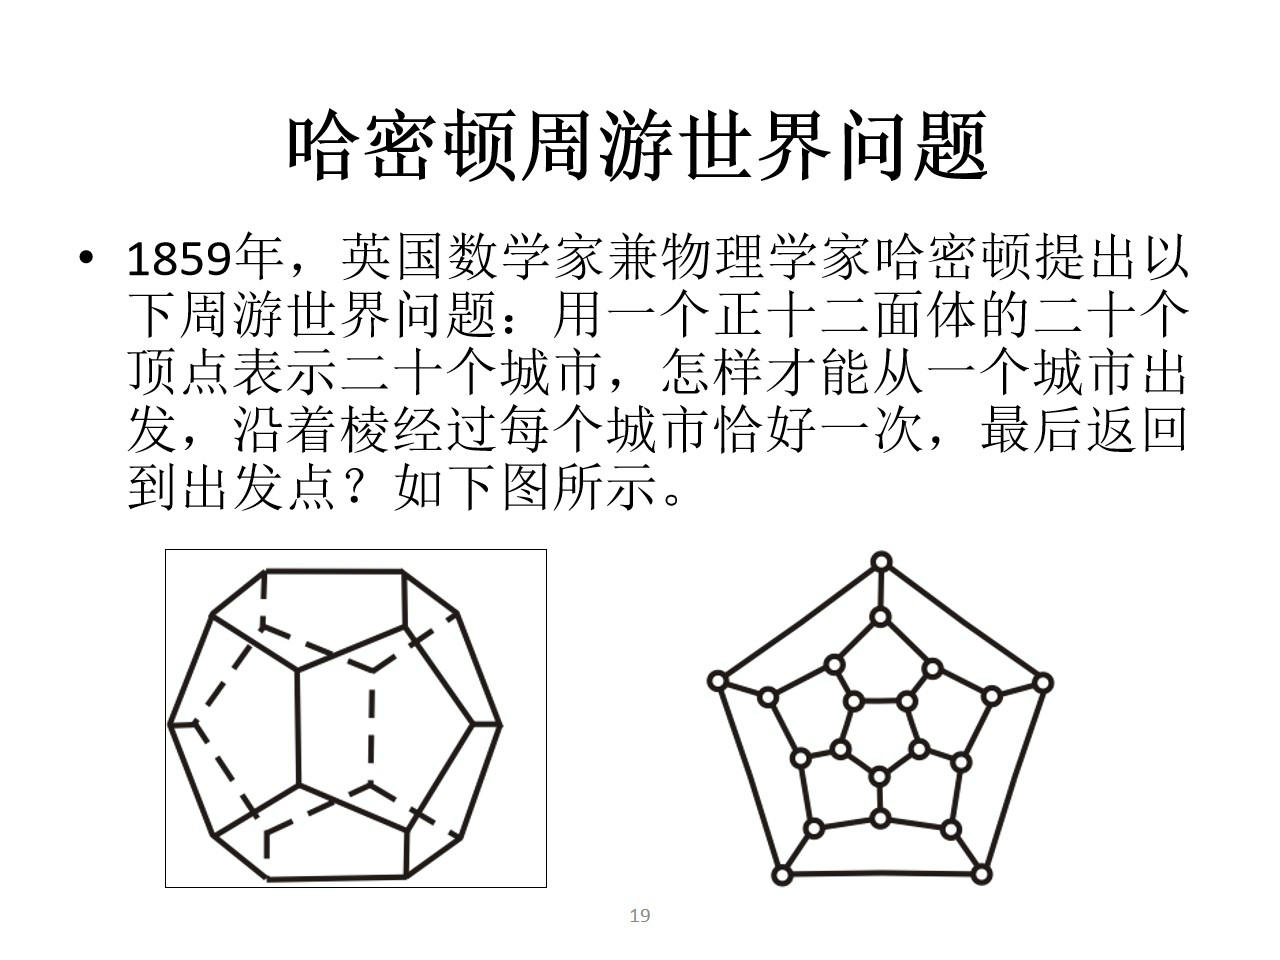 哈密顿周游世界问题
• 1859年，英国数学家兼物理学家哈密顿提出以
下周游世界问题：用一个正十二面体的二十个
顶点表示二十个城市，怎样才能从一个城市出
发，沿着棱经过每个城市恰好一次，最后返回
到出发点？如下图所示。
19